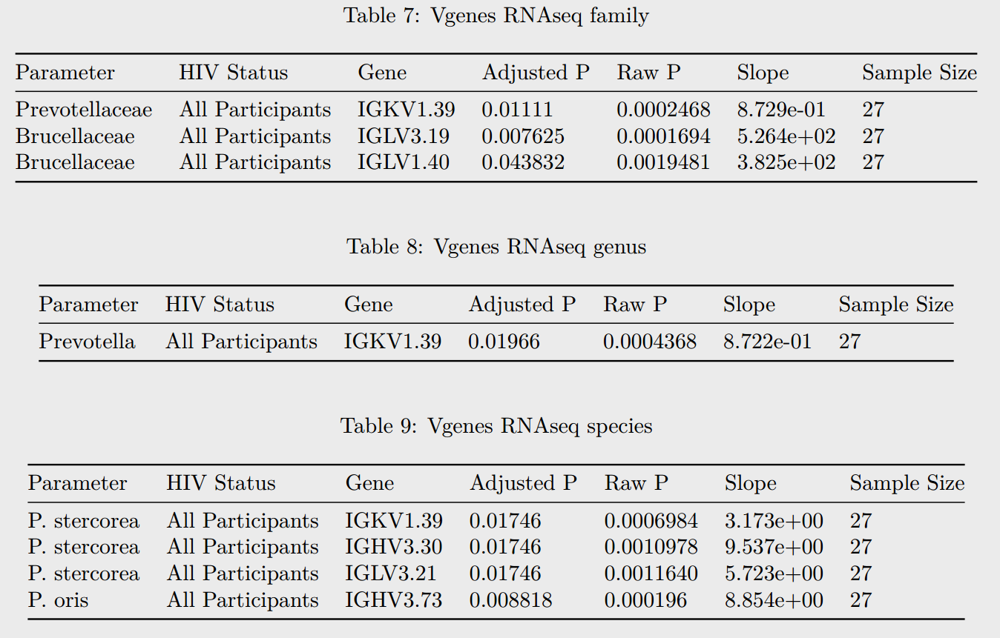 Table 7: Vgenes RNAseq family
Parameter HIV Status Gene Adjusted P Raw P Slope Sample Size
Prevotellaceae All Participants IGKV1.39 0.01111 0.0002468 8.729e-01 27
Brucellaceae All Participants IGLV3.19 0.007625 0.0001694 5.264e+02 27
Brucellaceae All Participants IGLV1.40 0.043832 0.0019481 3.825e+02 27
Table 8: Vgenes RNAseq genus
Parameter HIV Status Gene Adjusted P Raw P Slope Sample Size
Prevotella All Participants IGKV1.39 0.01966 0.0004368 8.722e-01 27
Table 9: Vgenes RNAseq species
Parameter HIV Status Gene Adjusted P Raw P Slope Sample Size
P. stercorea All Participants IGKV1.39 0.01746 0.0006984 3.173e+00 27
P. stercorea All Participants IGHV3.30 0.01746 0.0010978 9.537e+00 27
P. stercorea All Participants IGLV3.21 0.01746 0.0011640 5.723e+00 27
P. oris All Participants IGHV3.73 0.008818 0.000196 8.854e+00 27